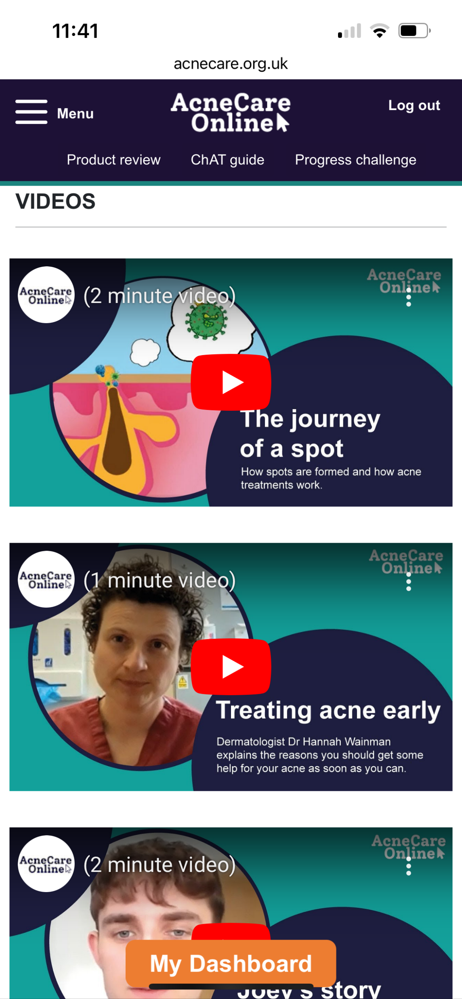 11:41
acnecare.org.uk
Menu
AcneCare
Online
Log out
Product review
ChAT guide
Progress challenge
VIDEOS
AcneCare
Online
(2 minute video)
AcneCare
Online
The journey
of a spot
How spots are formed and how acne
treatments work.
AcneCare
Online
(1 minute video)
AcneCare
Online
Treating acne early
Dermatologist Dr Hannah Wainman
explains the reasons you should get some
help for your acne as soon as you can.
AcneCare
Online
(2 minute video)
AcneCare
Online
My Dashboard
Joey's story